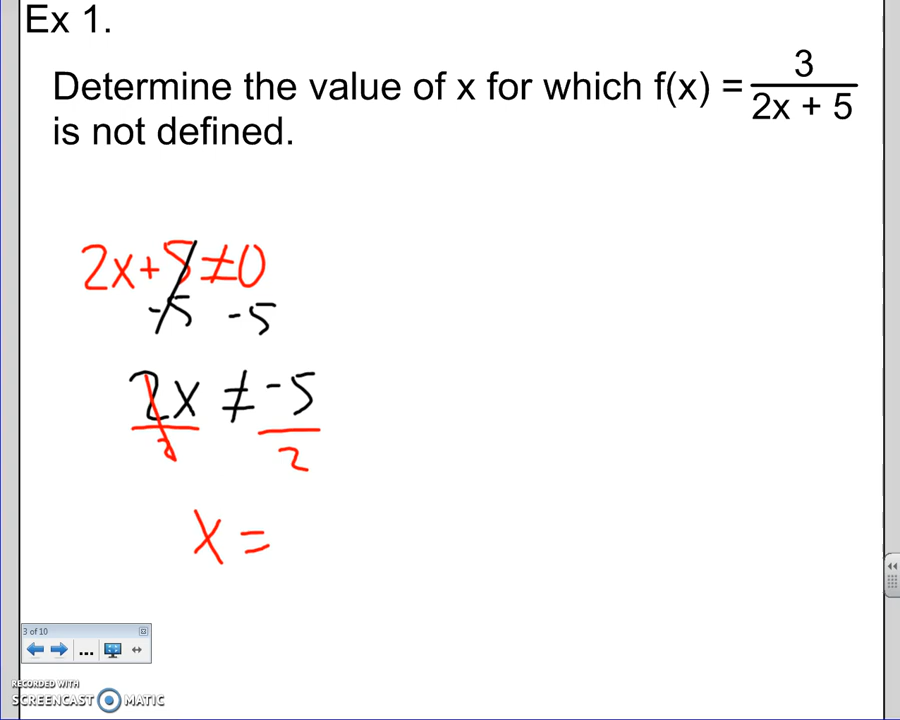 Ex 1.
Determine the value of x for which f(x) = 3/(2x + 5)
is not defined.
2x+5≠0
-5 -5
2x ≠ -5
2 2
x =
3 of 10
...
RECORDED WITH
SCREENCAST MATIC